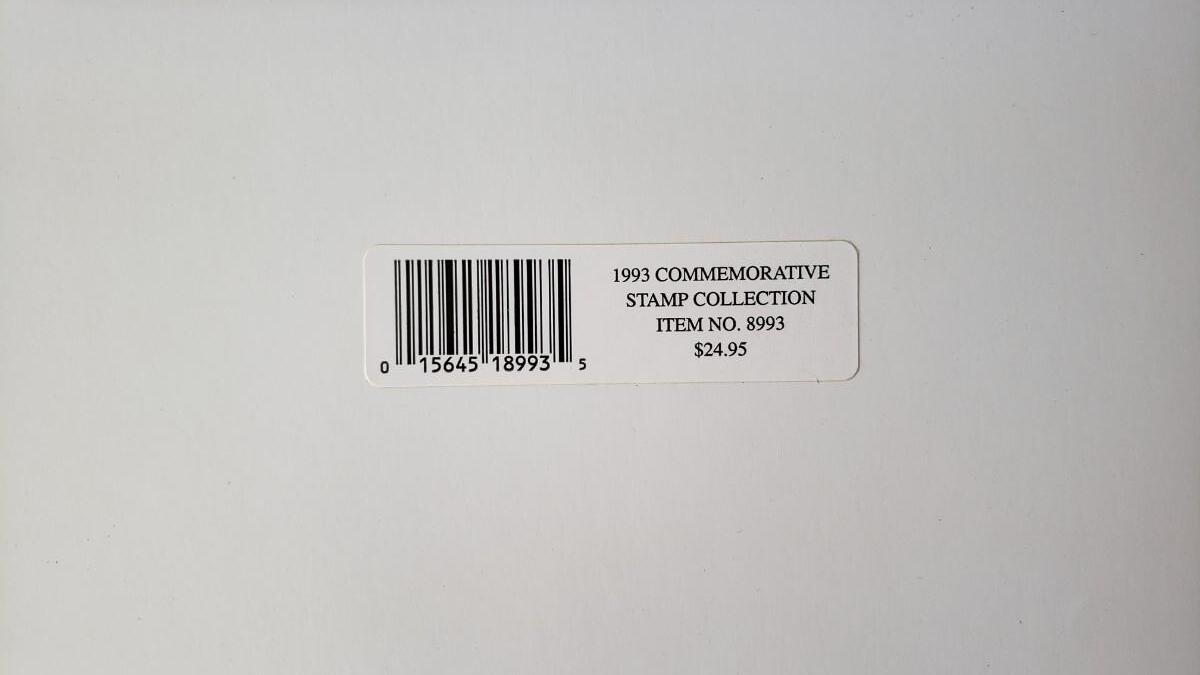 0 15645 18993 5
1993 COMMEMORATIVE
STAMP COLLECTION
ITEM NO. 8993
$24.95